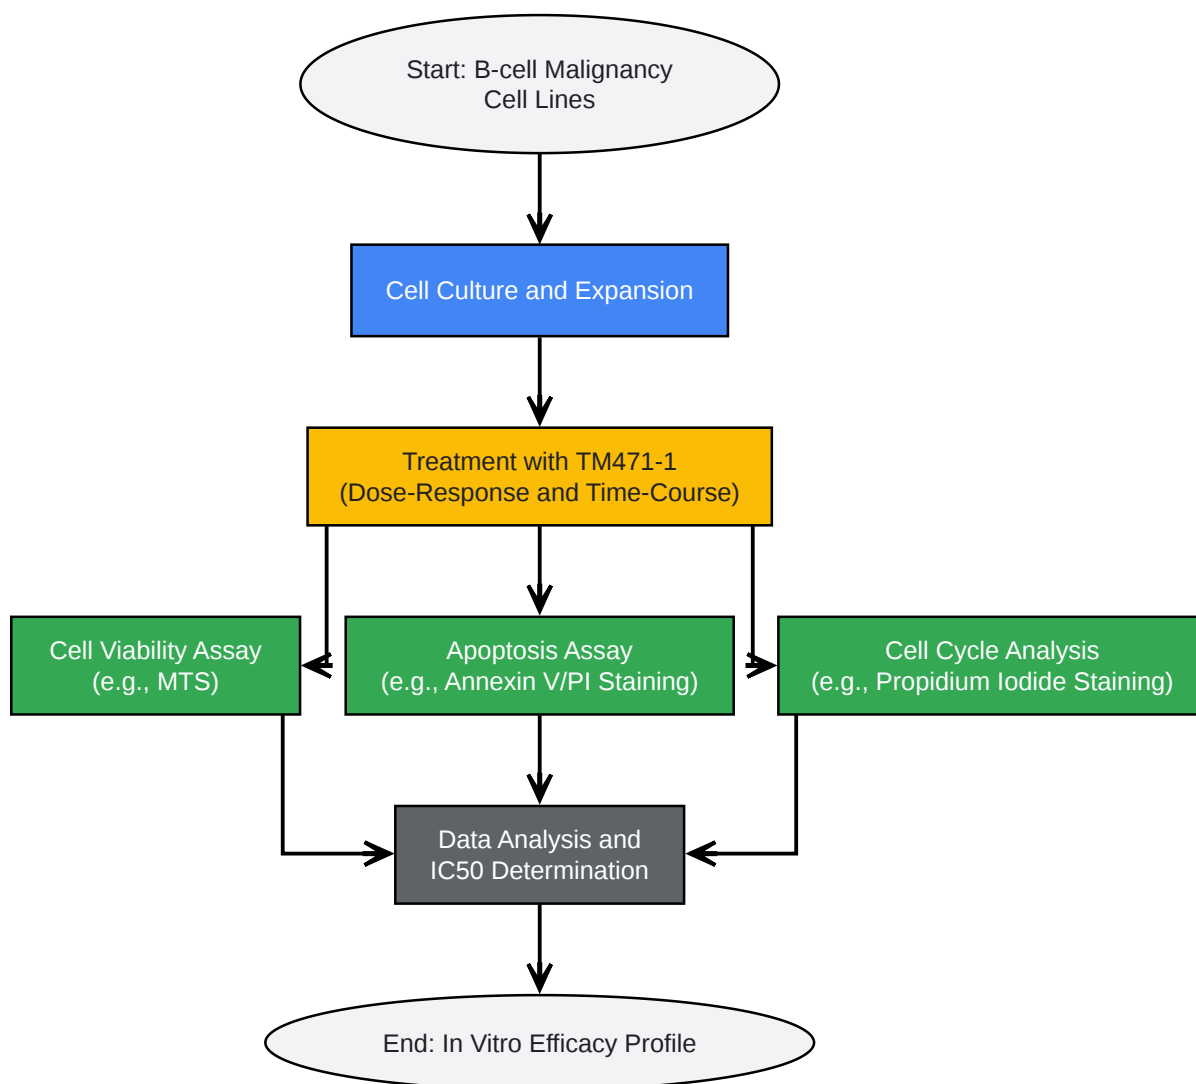 Start: B-cell Malignancy
Cell Lines
Cell Culture and Expansion
Treatment with TM471-1
(Dose-Response and Time-Course)
Cell Viability Assay
(e.g., MTS)
Apoptosis Assay
(e.g., Annexin V/PI Staining)
Cell Cycle Analysis
(e.g., Propidium Iodide Staining)
Data Analysis and
IC50 Determination
End: In Vitro Efficacy Profile